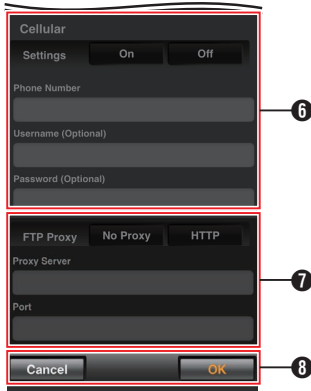 Cellular
Settings On Off
Phone Number
Username (Optional)
Password (Optional)
6
FTP Proxy No Proxy HTTP
Proxy Server
Port
7
Cancel OK
8